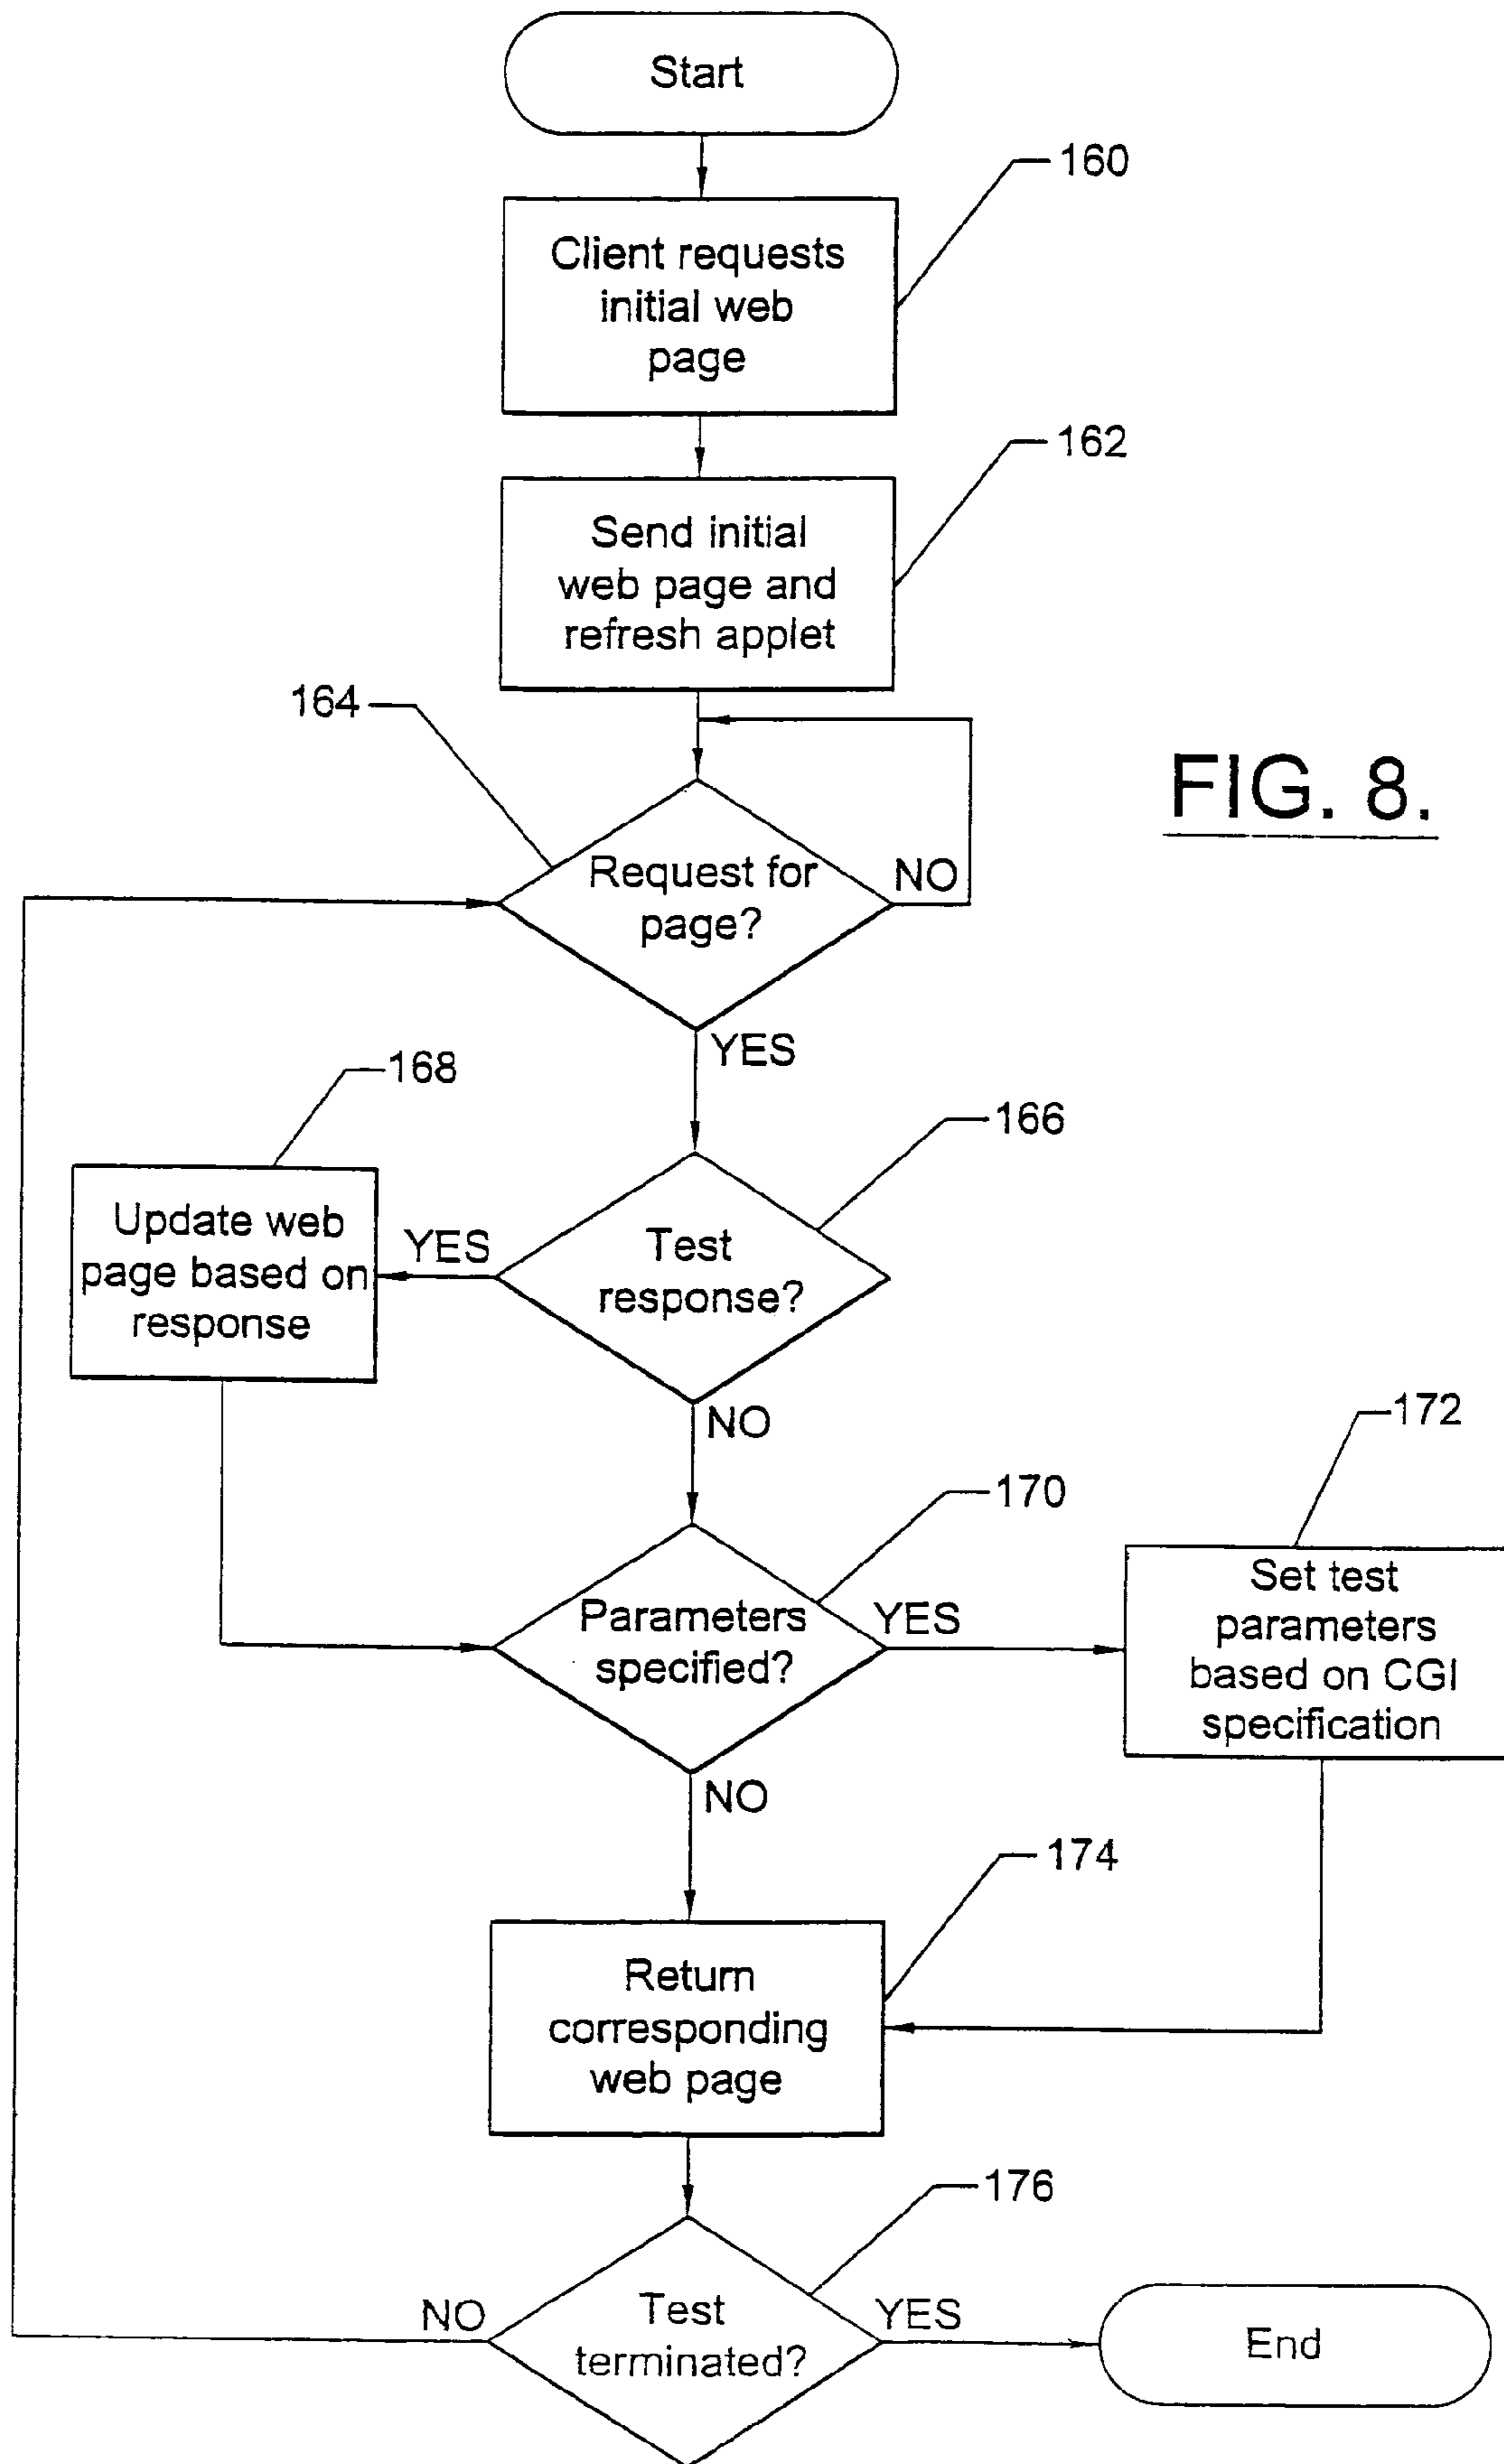 Start
160
Client requests
initial web
page
162
Send initial
web page and
refresh applet
164
FIG. 8.
Request for
page?
NO
YES
168
166
Update web
page based on
response
YES
Test
response?
NO
172
170
Parameters
specified?
YES
Set test
parameters
based on CGI
specification
NO
174
Return
corresponding
web page
176
NO
Test
terminated?
YES
End